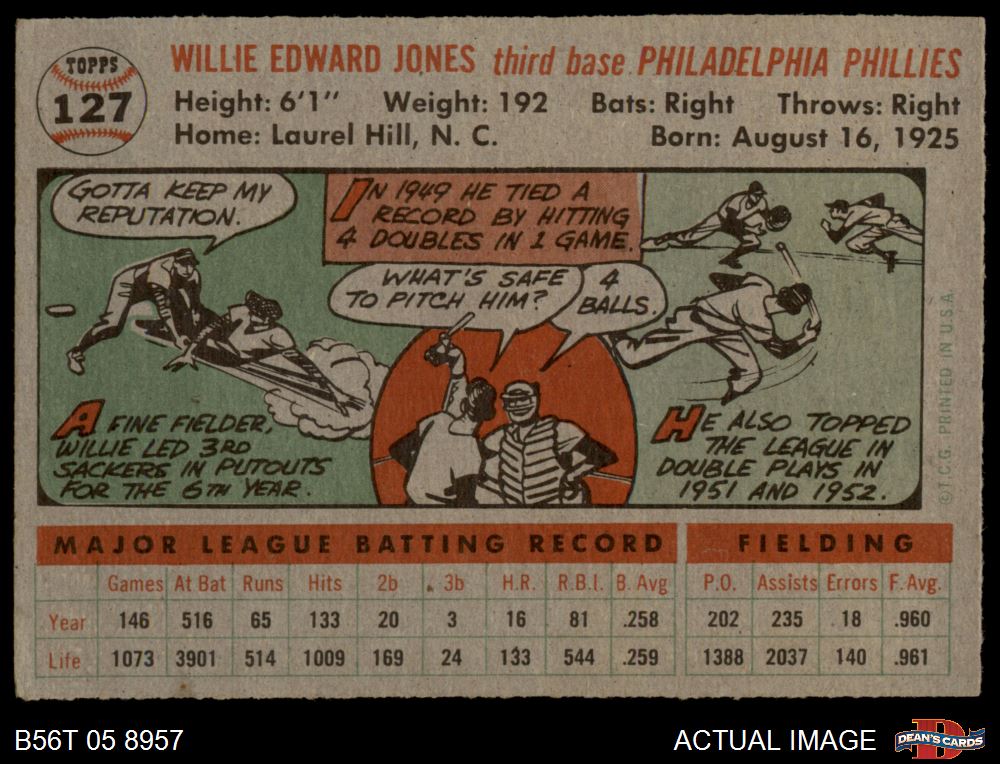 TOPPS
127
WILLIE EDWARD JONES third base PHILADELPHIA PHILLIES
Height: 6'1" Weight: 192 Bats: Right Throws: Right
Home: Laurel Hill, N. C. Born: August 16, 1925
GOTTA KEEP MY
REPUTATION.
IN 1949 HE TIED A
RECORD BY HITTING
4 DOUBLES IN 1 GAME.
WHAT'S SAFE
TO PITCH HIM?
4
BALLS.
A FINE FIELDER,
WILLIE LED 3RD
SACKERS IN PUTOUTS
FOR THE 6TH YEAR.
HE ALSO TOPPED
THE LEAGUE IN
DOUBLE PLAYS IN
1951 AND 1952.
© T.C.G. PRINTED IN U.S.A.
MAJOR LEAGUE BATTING RECORD FIELDING
Games At Bat Runs Hits 2b 3b H.R. R.B.I. B. Avg P.O. Assists Errors F. Avg.
Year 146 516 65 133 20 3 16 81 .258 202 235 18 .960
Life 1073 3901 514 1009 169 24 133 544 .259 1388 2037 140 .961
B56T 05 8957
ACTUAL IMAGE
DEAN'S CARDS